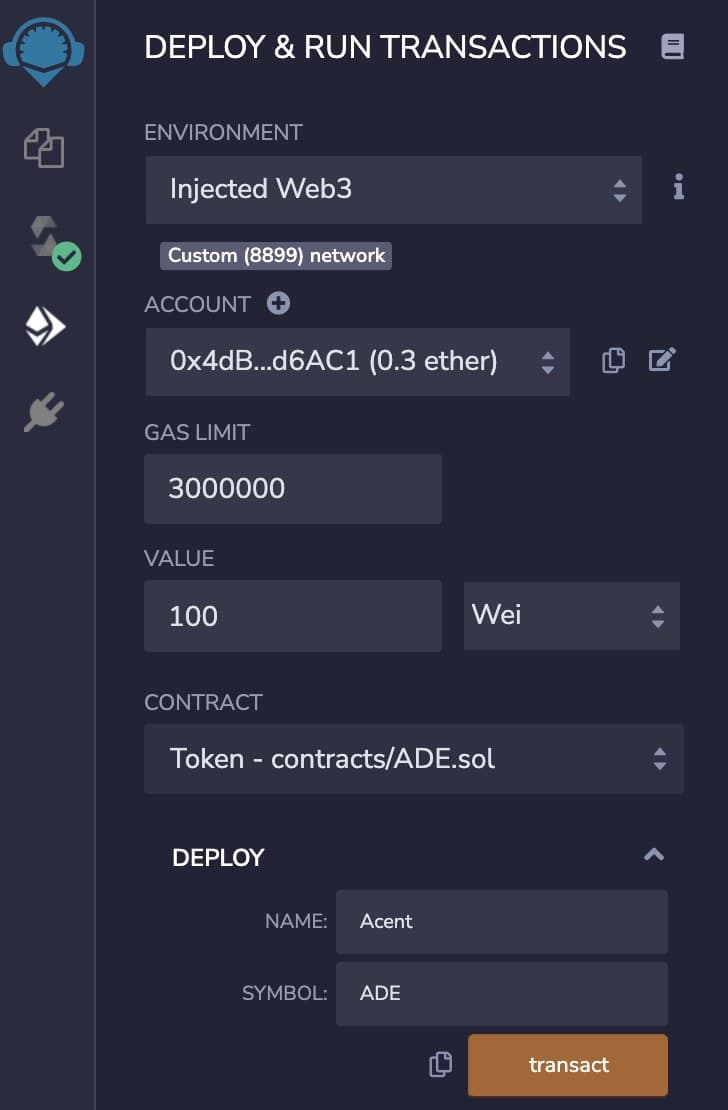 DEPLOY & RUN TRANSACTIONS
ENVIRONMENT
Injected Web3
Custom (8899) network
ACCOUNT
0x4dB...d6AC1 (0.3 ether)
GAS LIMIT
3000000
VALUE
100 Wei
CONTRACT
Token - contracts/ADE.sol
DEPLOY
NAME: Acent
SYMBOL: ADE
transact